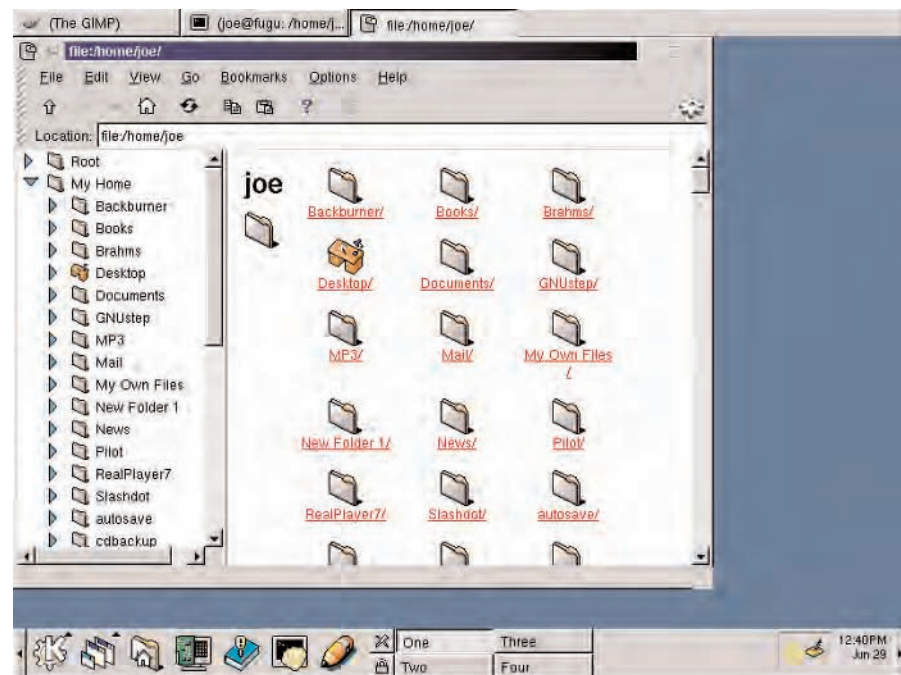 (The GIMP)
(joe@fugu: /home/j...
file:/home/joe/
file:/home/joe/
File Edit View Go Bookmarks Options Help
?
Location: file:/home/joe
Root
My Home
Backburner
Books
Brahms
Desktop
Documents
GNUstep
MP3
Mail
My Own Files
New Folder 1
News
Pilot
RealPlayer7
Slashdot
autosave
cdbackup
joe
Backburner/ Books/ Brahms/
Desktop/ Documents/ GNUstep/
MP3/ Mail/ My Own Files
/
New Folder 1/ News/ Pilot/
RealPlayer7/ Slashdot/ autosave/
One Three
Two Four
12:40PM
Jun 29